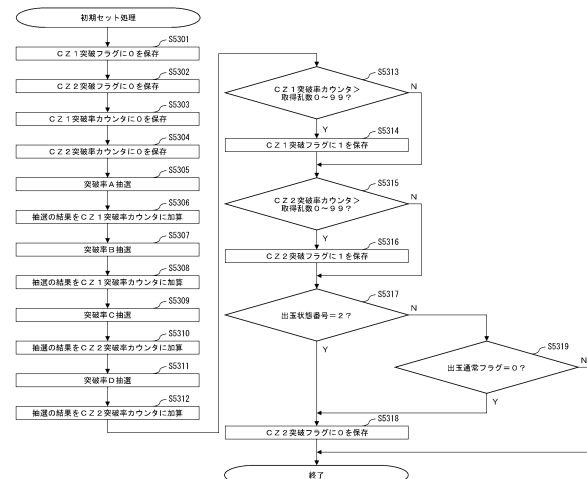 初期セット処理
S5301
CZ1突破フラグに0を保存
S5302
CZ2突破フラグに0を保存
S5303
CZ1突破率カウンタに0を保存
S5304
CZ2突破率カウンタに0を保存
S5305
突破率A抽選
S5306
抽選の結果をCZ1突破率カウンタに加算
S5307
突破率B抽選
S5308
抽選の結果をCZ1突破率カウンタに加算
S5309
突破率C抽選
S5310
抽選の結果をCZ2突破率カウンタに加算
S5311
突破率D抽選
S5312
抽選の結果をCZ2突破率カウンタに加算
S5313
CZ1突破率カウンタ>
取得乱数0~99?
N
Y
S5314
CZ1突破フラグに1を保存
S5315
CZ2突破率カウンタ>
取得乱数0~99?
N
Y
S5316
CZ2突破フラグに1を保存
S5317
出玉状態番号=2?
N
Y
S5319
出玉通常フラグ=0?
N
Y
S5318
CZ2突破フラグに0を保存
終了